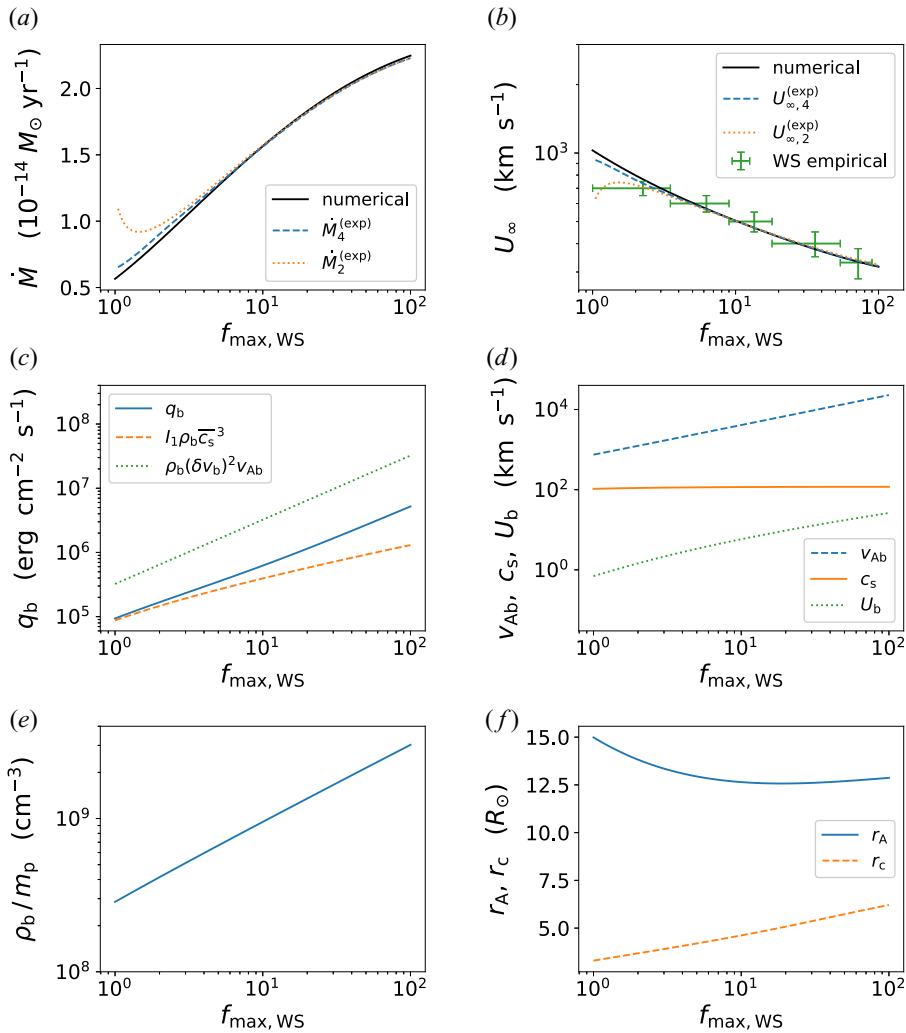 (a)
Ṁ (10⁻¹⁴ M⊙ yr⁻¹)
2.0
1.5
1.0
0.5
numerical
Ṁ₄⁽ᵉˣᵖ⁾
Ṁ₂⁽ᵉˣᵖ⁾
10⁰ 10¹ 10²
f_max, WS
(b)
U∞ (km s⁻¹)
10³
numerical
U∞,₄⁽ᵉˣᵖ⁾
U∞,₂⁽ᵉˣᵖ⁾
WS empirical
10⁰ 10¹ 10²
f_max, WS
(c)
q_b (erg cm⁻² s⁻¹)
10⁸
10⁷
10⁶
10⁵
q_b
I₁ρ_b c̅_s³
ρ_b(δv_b)²v_Ab
10⁰ 10¹ 10²
f_max, WS
(d)
v_Ab, c_s, U_b (km s⁻¹)
10⁴
10²
10⁰
v_Ab
c_s
U_b
10⁰ 10¹ 10²
f_max, WS
(e)
ρ_b/m_p (cm⁻³)
10⁹
10⁸
10⁰ 10¹ 10²
f_max, WS
(f)
r_A, r_c (R⊙)
15.0
12.5
10.0
7.5
5.0
r_A
r_c
10⁰ 10¹ 10²
f_max, WS